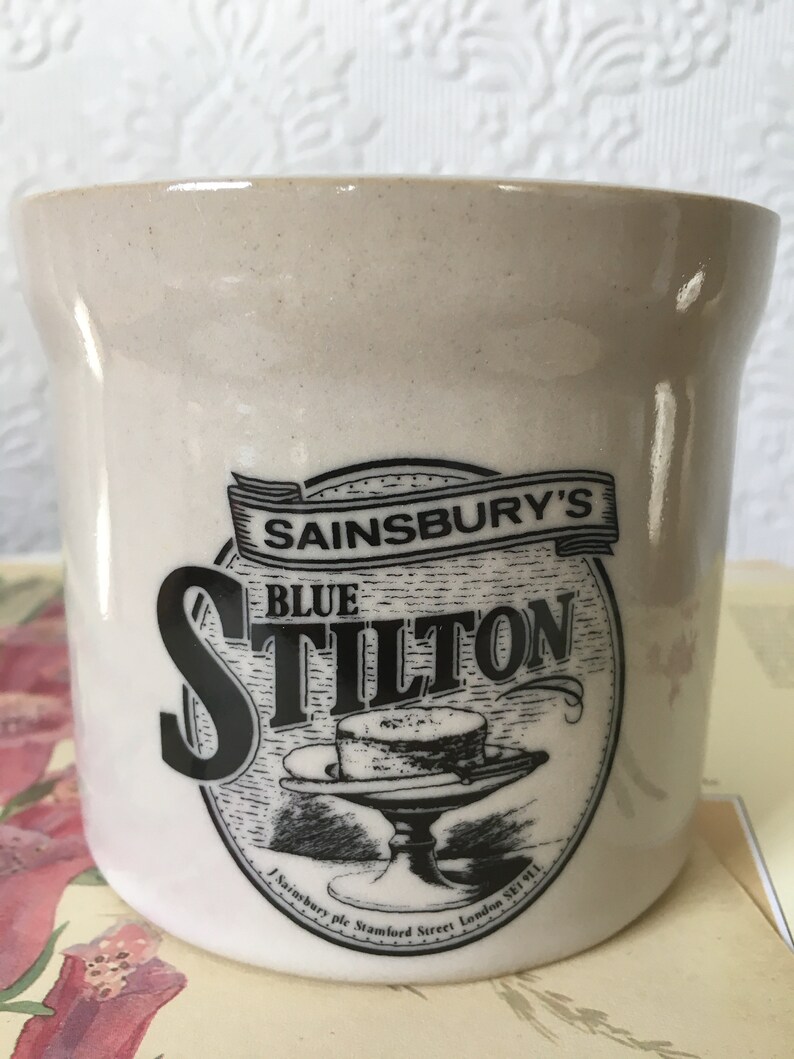 SAINSBURY'S
BLUE
STILTON
J Sainsbury plc Stamford Street London SE1 9LL